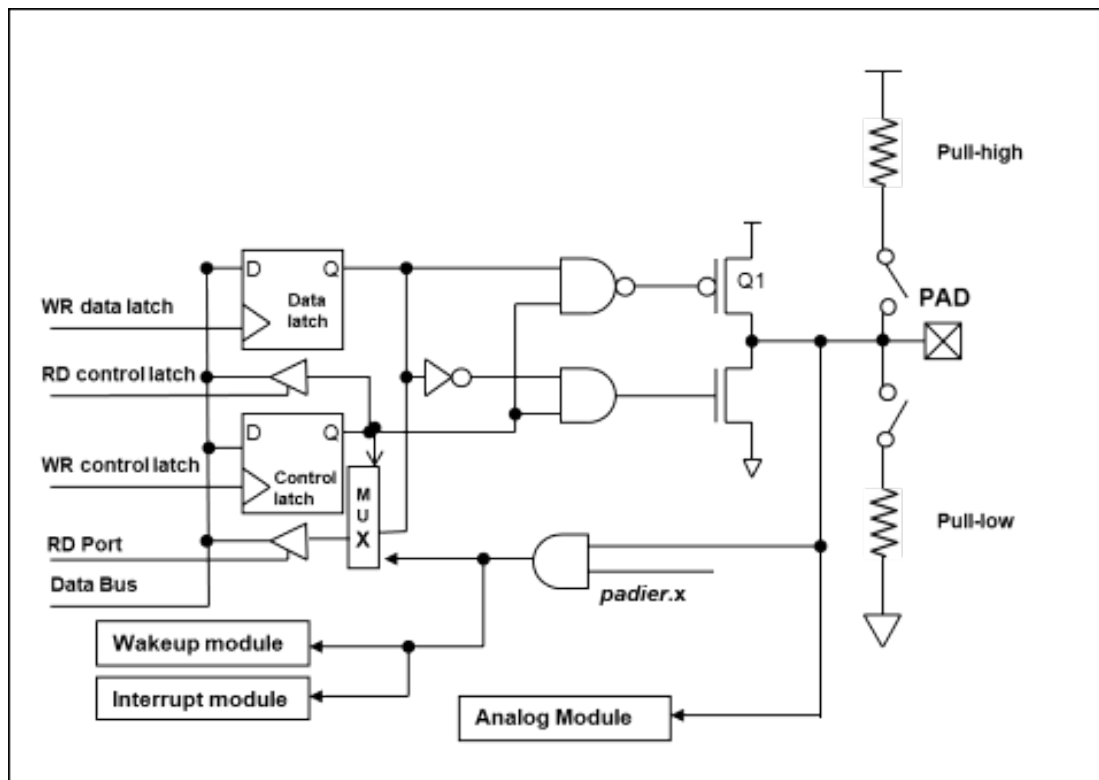 Pull-high
Q1
PAD
D Q
Data
latch
WR data latch
RD control latch
D Q
WR control latch
Control
latch
M
U
X
Pull-low
RD Port
Data Bus
padier.x
Wakeup module
Interrupt module
Analog Module